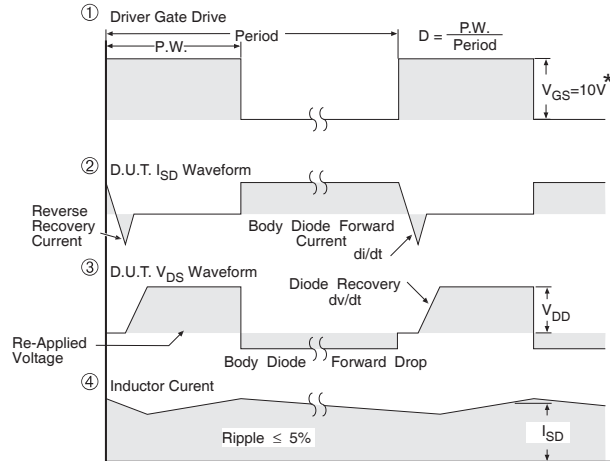 ① Driver Gate Drive
Period
P.W.
D = P.W. / Period
V_GS=10V*
② D.U.T. I_SD Waveform
Reverse
Recovery
Current
Body Diode Forward
Current
di/dt
③ D.U.T. V_DS Waveform
Diode Recovery
dv/dt
V_DD
Re-Applied
Voltage
Body Diode Forward Drop
④ Inductor Curent
Ripple ≤ 5%
I_SD